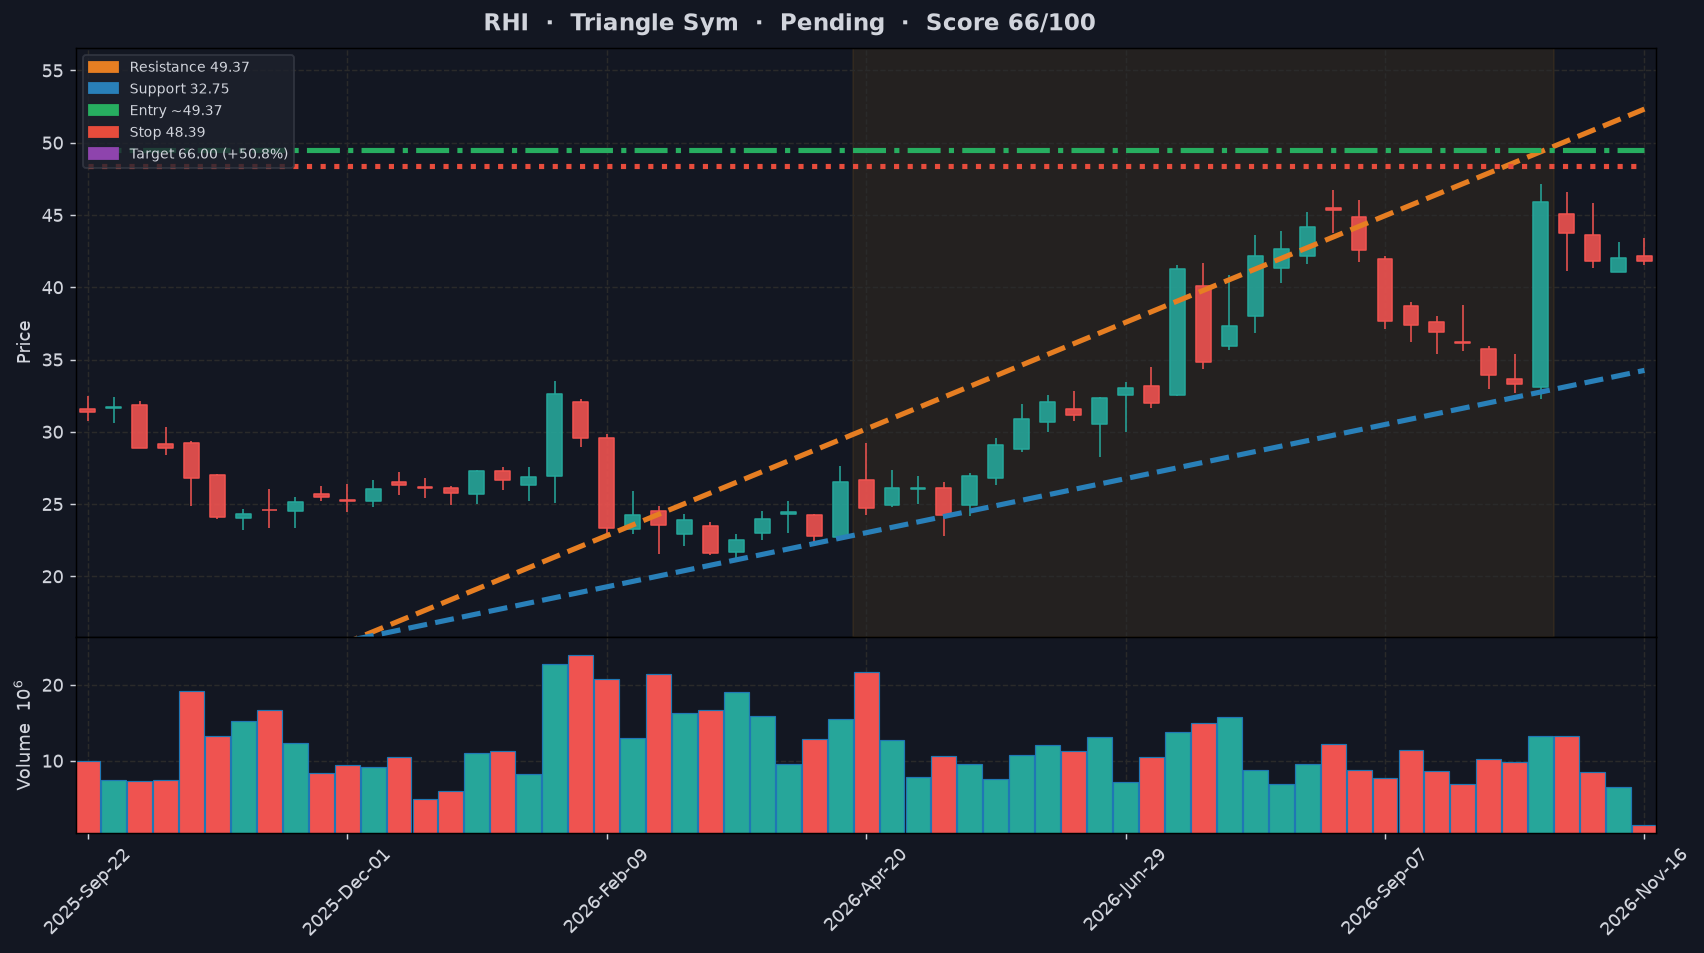 RHI · Triangle Sym · Pending · Score 66/100
Resistance 49.37
Support 32.75
Entry ~49.37
Stop 48.39
Target 66.00 (+50.8%)
Price
55
50
45
40
35
30
25
20
Volume 10⁶
20
10
2025-Sep-22
2025-Dec-01
2026-Feb-09
2026-Apr-20
2026-Jun-29
2026-Sep-07
2026-Nov-16